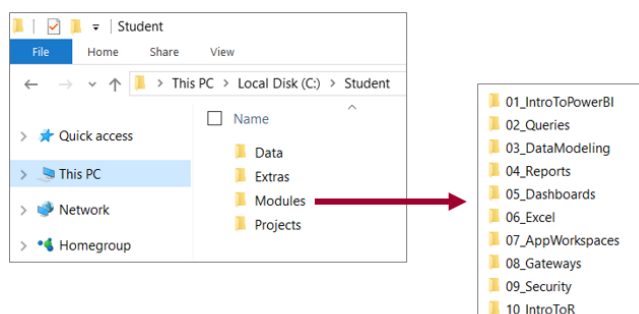 Student
File Home Share View
This PC > Local Disk (C:) > Student
Name
Quick access
Data
This PC
Extras
Modules
Network
Projects
Homegroup
01_IntroToPowerBI
02_Queries
03_DataModeling
04_Reports
05_Dashboards
06_Excel
07_AppWorkspaces
08_Gateways
09_Security
10_IntroToR